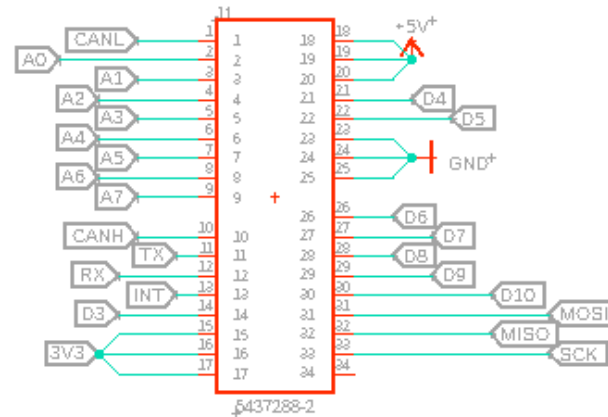 J1
CANL 1 1 18 18 +5V
A0 2 2 19 19
A1 3 3 20 20
A2 4 4 21 21 D4
A3 5 5 22 22 D5
A4 6 6 23 23
A5 7 7 24 24 GND
A6 8 8 25 25
A7 9 9
CANH 10 10 26 26 D6
TX 11 11 27 27 D7
RX 12 12 28 28 D8
INT 13 13 29 29 D9
D3 14 14 30 30 D10
15 15 31 31 MOSI
3V3 16 16 32 32 MISO
17 17 33 33 SCK
34 34
5437288-2